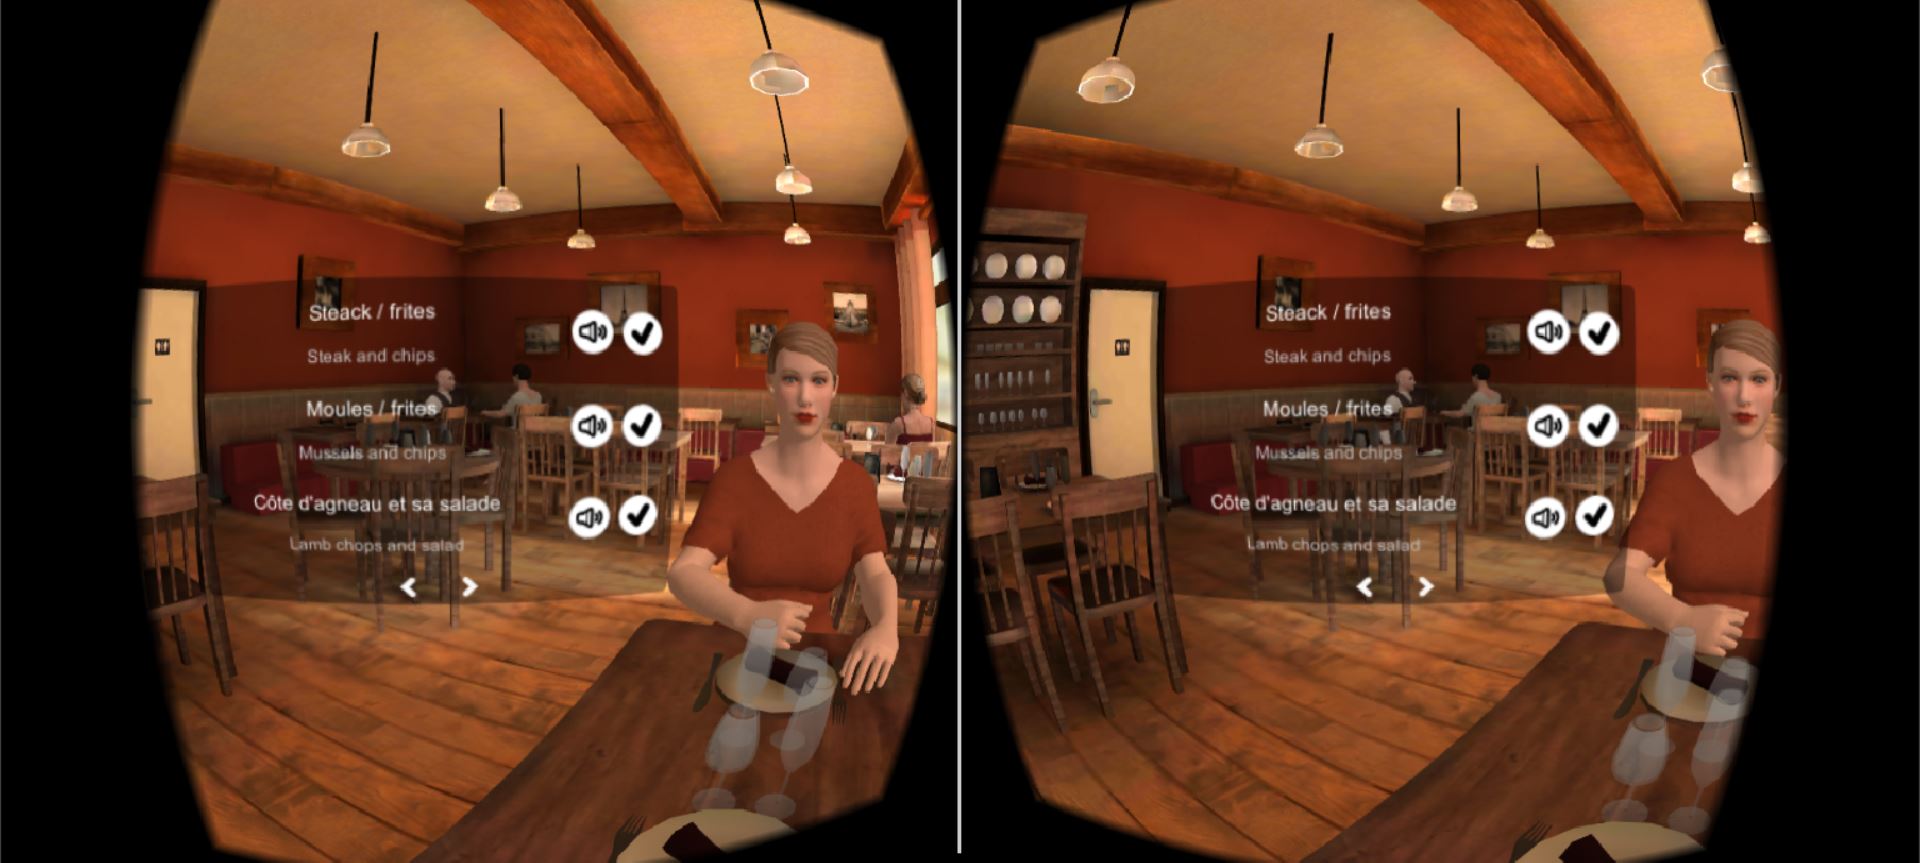 Steack / frites
Steak and chips
Moules / frites
Mussels and chips
Côte d'agneau et sa salade
Lamb chops and salad
Steack / frites
Steak and chips
Moules / frites
Mussels and chips
Côte d'agneau et sa salade
Lamb chops and salad